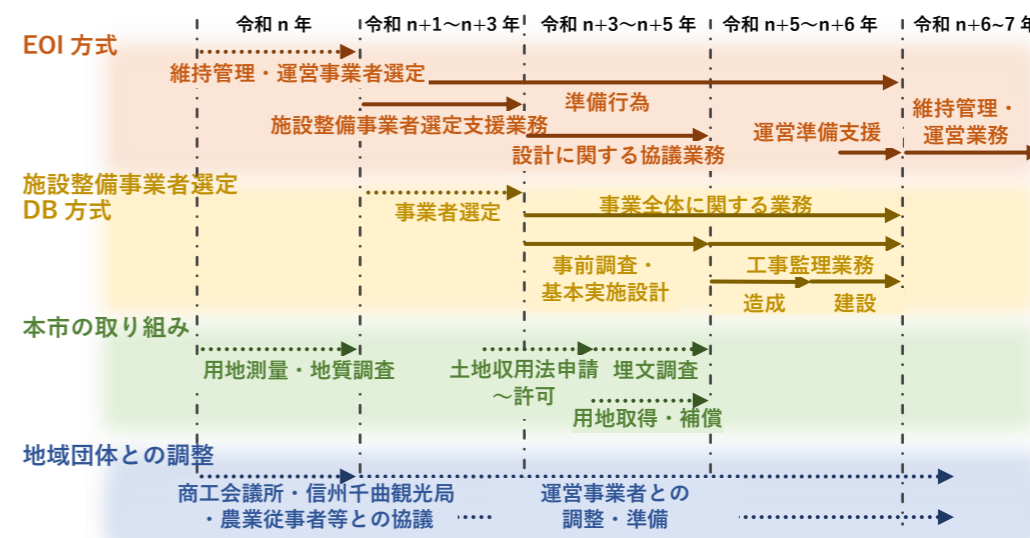 令和 n 年
令和 n+1～n+3 年
令和 n+3～n+5 年
令和 n+5～n+6 年
令和 n+6~7 年
EOI 方式
維持管理・運営事業者選定
準備行為
施設整備事業者選定支援業務
設計に関する協議業務
運営準備支援
維持管理・
運営業務
施設整備事業者選定
DB 方式
事業者選定
事業全体に関する業務
事前調査・
基本実施設計
工事監理業務
造成
建設
本市の取り組み
用地測量・地質調査
土地収用法申請
～許可
埋文調査
用地取得・補償
地域団体との調整
商工会議所・信州千曲観光局
・農業従事者等との協議
運営事業者との
調整・準備